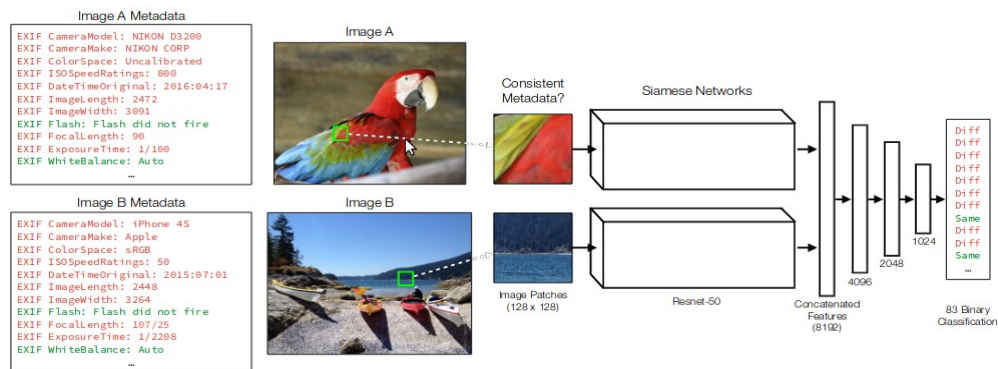 Image A Metadata
EXIF CameraModel: NIKON D3200
EXIF CameraMake: NIKON CORP
EXIF ColorSpace: Uncalibrated
EXIF ISOSpeedRatings: 800
EXIF DateTimeOriginal: 2016:04:17
EXIF ImageLength: 2472
EXIF ImageWidth: 3091
EXIF Flash: Flash did not fire
EXIF FocalLength: 90
EXIF ExposureTime: 1/100
EXIF WhiteBalance: Auto
…
Image B Metadata
EXIF CameraModel: iPhone 4S
EXIF CameraMake: Apple
EXIF ColorSpace: sRGB
EXIF ISOSpeedRatings: 50
EXIF DateTimeOriginal: 2015:07:01
EXIF ImageLength: 2448
EXIF ImageWidth: 3264
EXIF Flash: Flash did not fire
EXIF FocalLength: 107/25
EXIF ExposureTime: 1/2208
EXIF WhiteBalance: Auto
…
Image A
Image B
Consistent
Metadata?
Image Patches
(128 x 128)
Siamese Networks
Resnet-50
Concatenated
Features
(8192)
4096
2048
1024
Diff
Diff
Diff
Diff
Diff
Diff
Diff
Same
Diff
Diff
Same
…
83 Binary
Classification